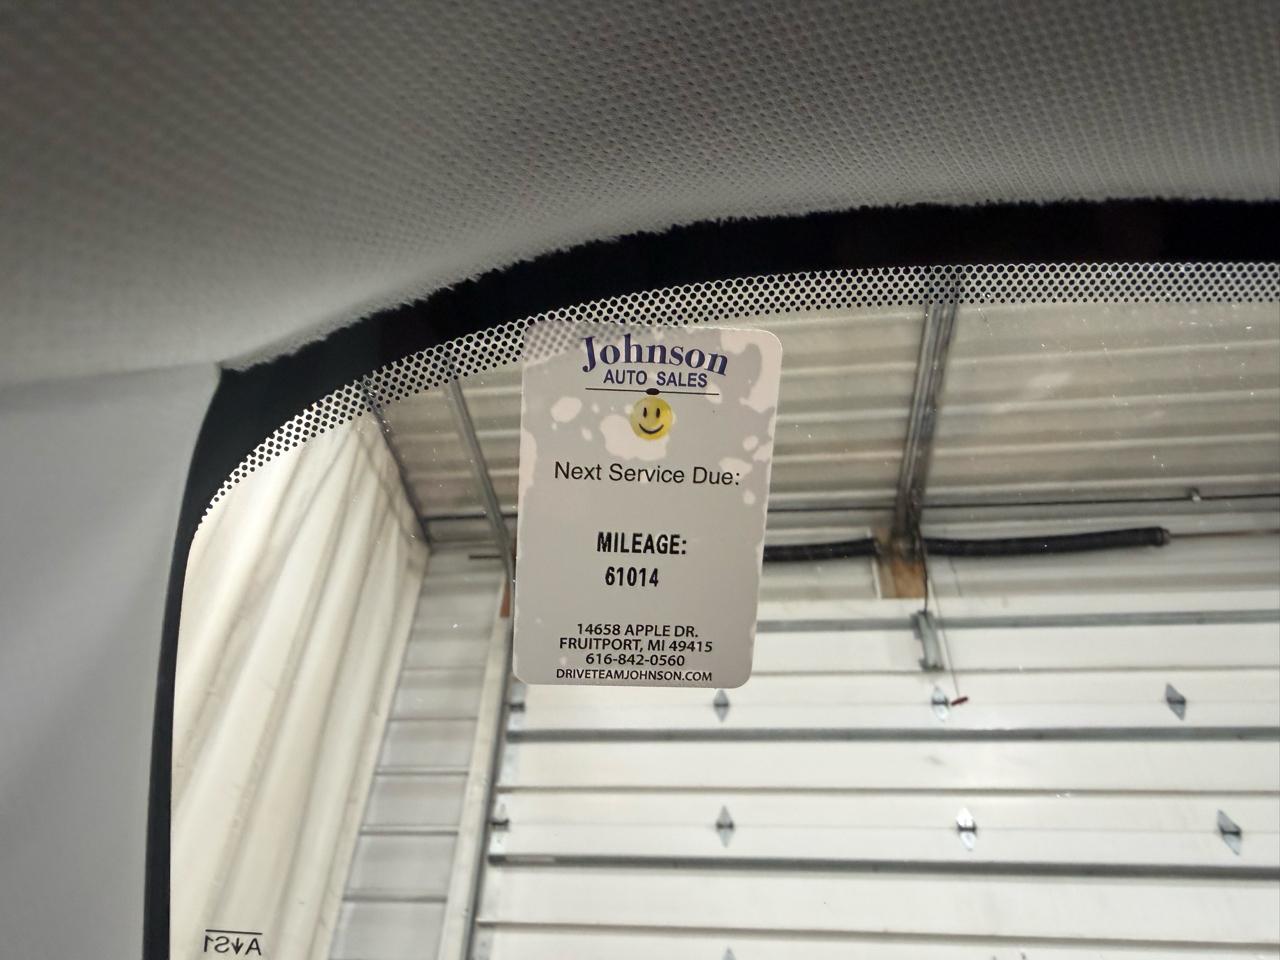 Johnson
AUTO SALES
Next Service Due:
MILEAGE:
61014
14658 APPLE DR.
FRUITPORT, MI 49415
616-842-0560
DRIVETEAMJOHNSON.COM
AS1